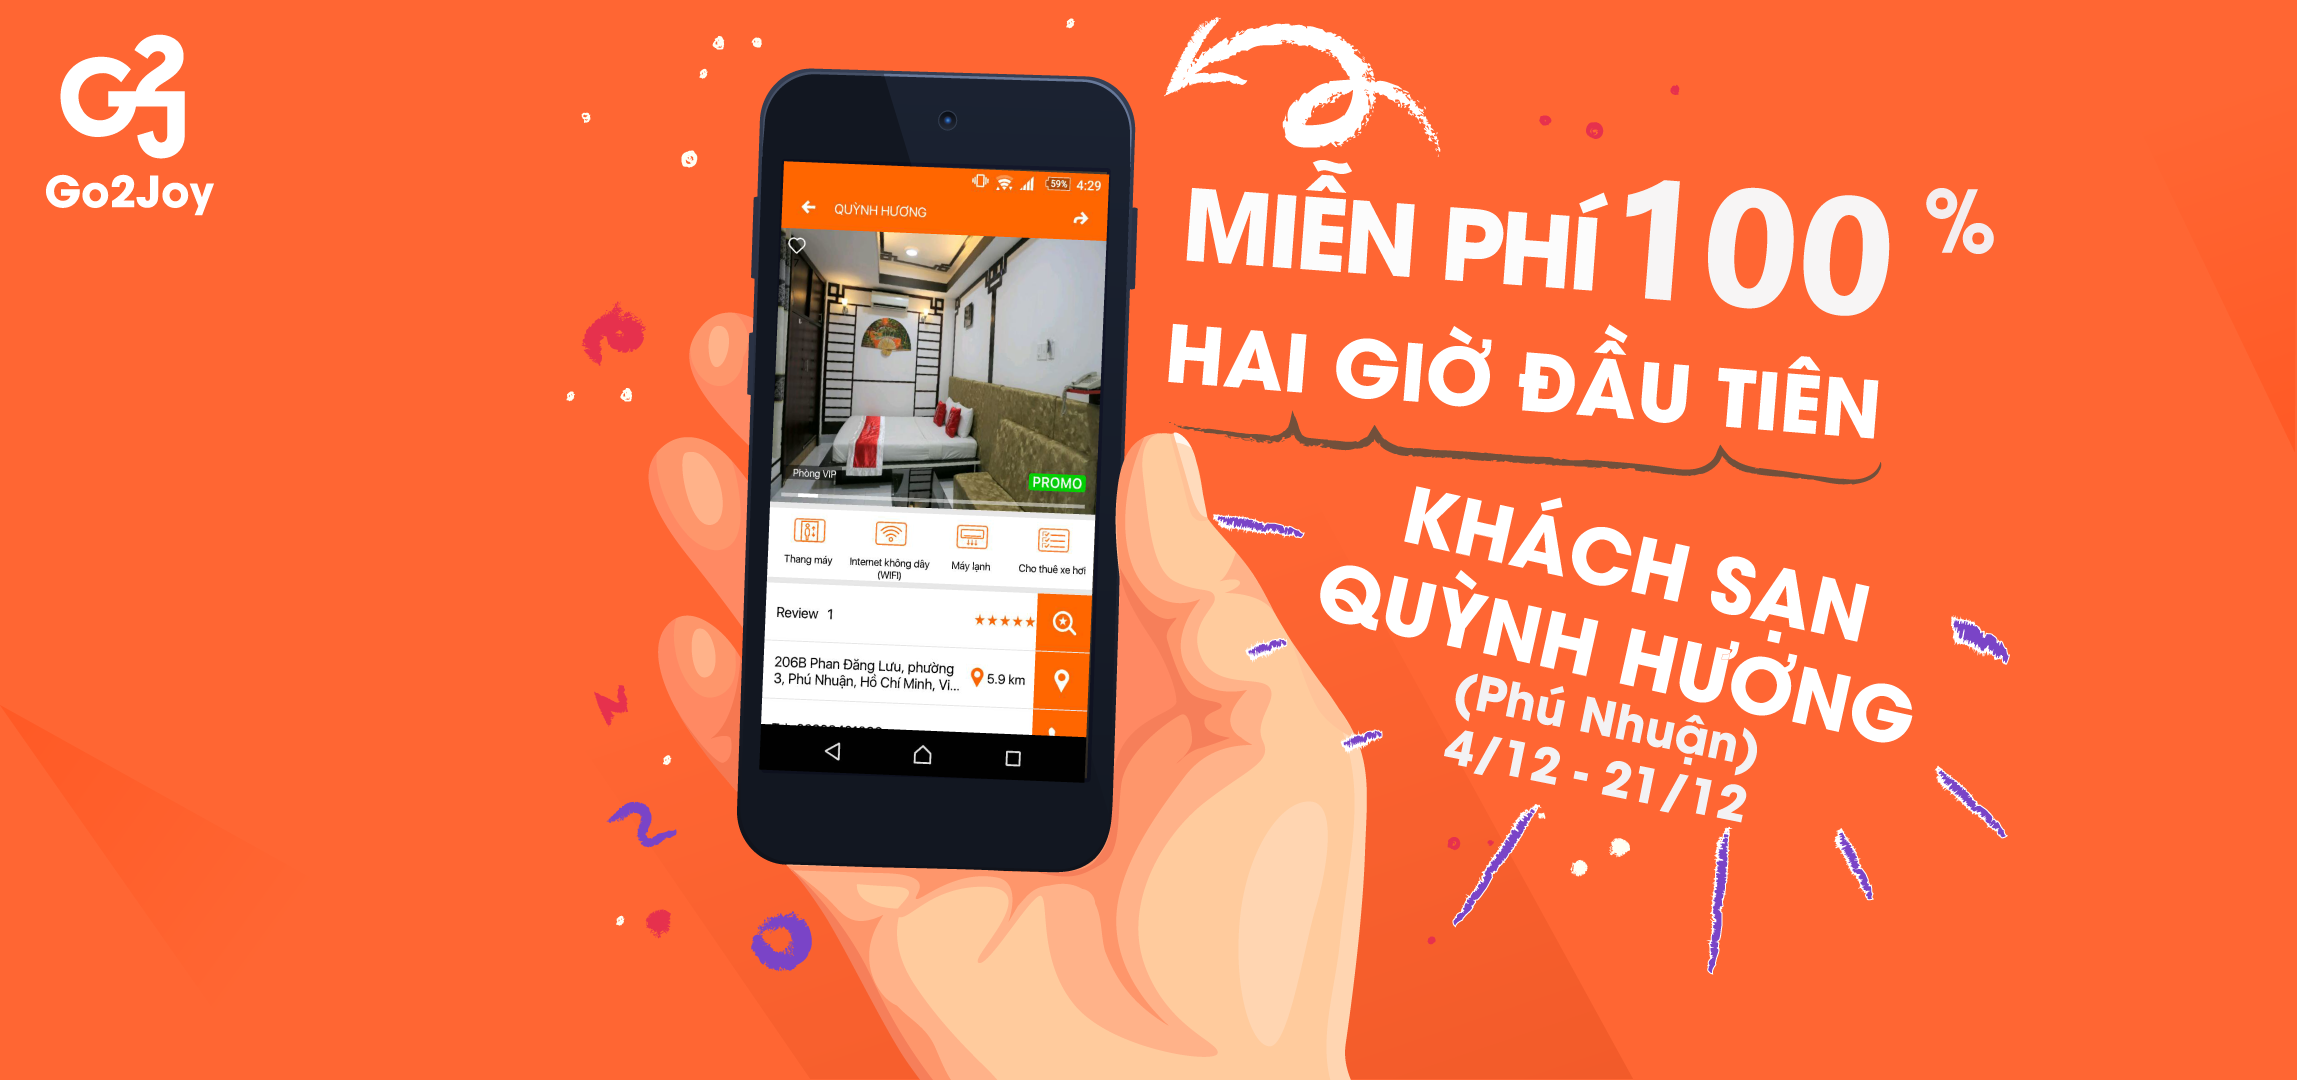 G2J
Go2Joy
MIỄN PHÍ 100 %
HAI GIỜ ĐẦU TIÊN
KHÁCH SẠN
QUỲNH HƯƠNG
(Phú Nhuận)
4/12 - 21/12
59% 4:29
QUỲNH HƯƠNG
Phòng VIP
PROMO
Thang máy
Internet không dây
(WIFI)
Máy lạnh
Cho thuê xe hơi
Review 1
206B Phan Đăng Lưu, phường
3, Phú Nhuận, Hồ Chí Minh, Vi...
5.9 km